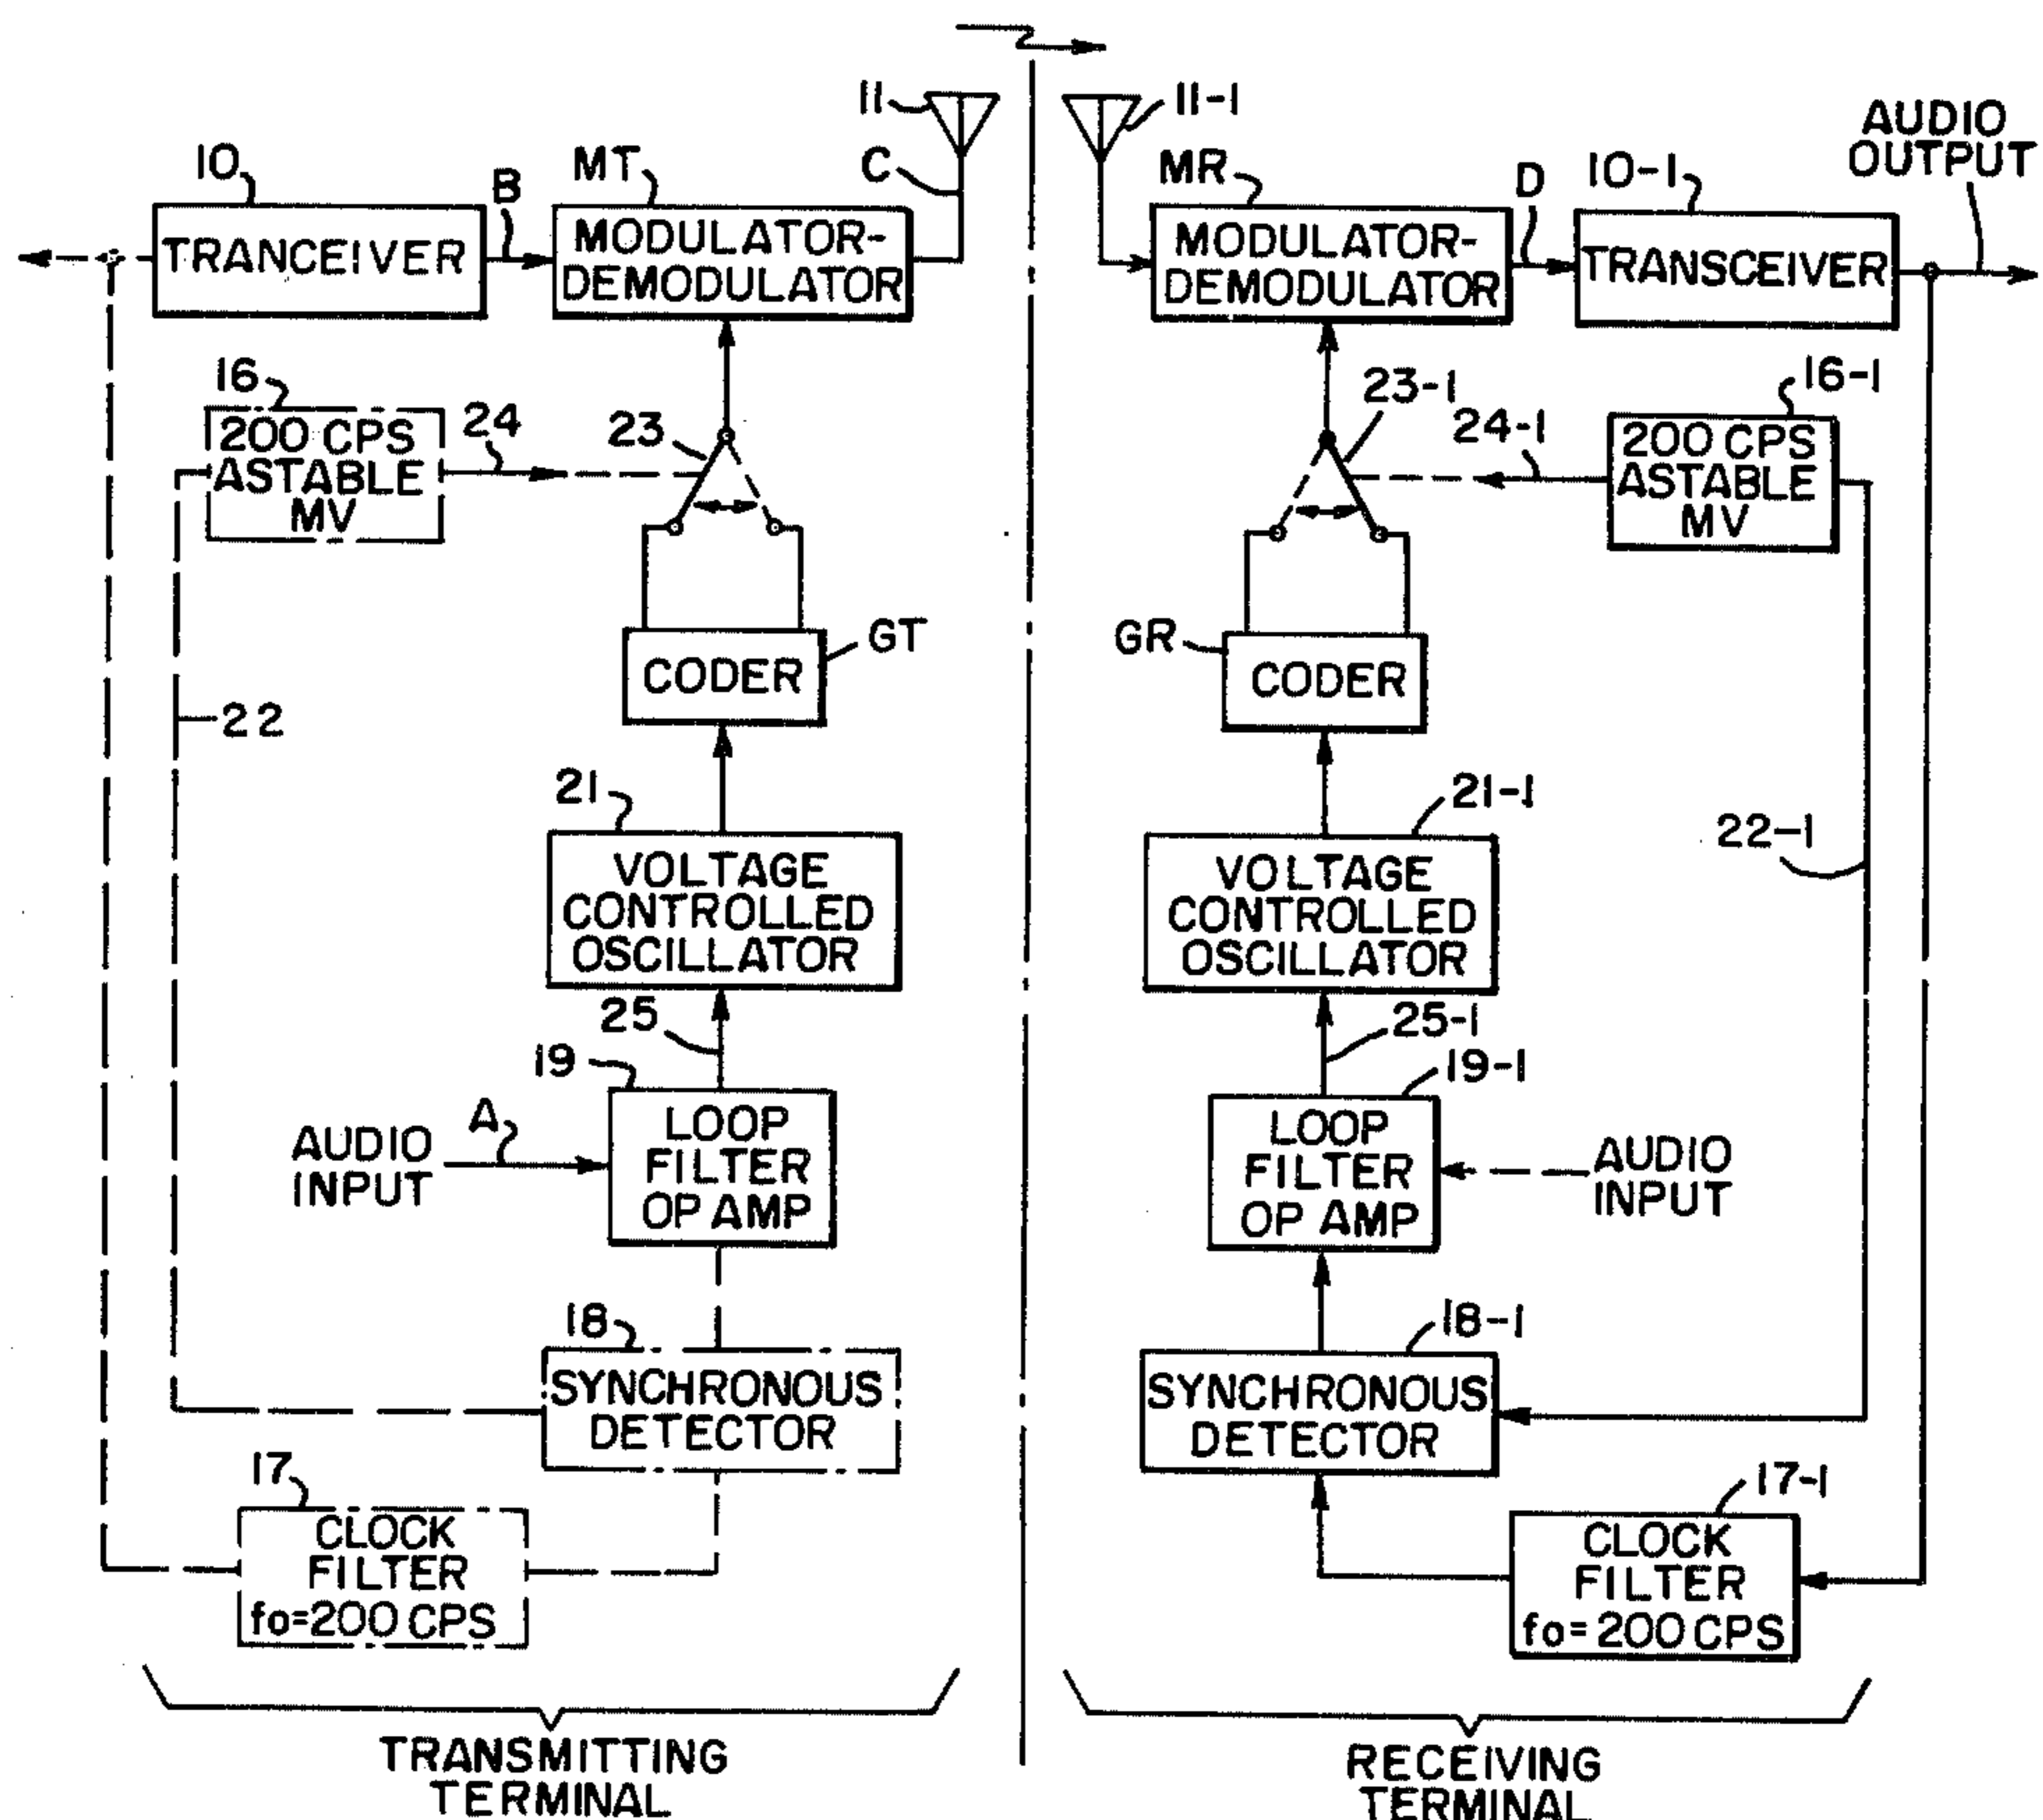 11
11-1
AUDIO
OUTPUT
10
B
MT
C
MR
D
10-1
TRANCEIVER
MODULATOR-
DEMODULATOR
MODULATOR-
DEMODULATOR
TRANSCEIVER
16
200 CPS
ASTABLE
MV
24
23
23-1
24-1
16-1
200 CPS
ASTABLE
MV
22
CODER
GT
GR
CODER
21
VOLTAGE
CONTROLLED
OSCILLATOR
21-1
VOLTAGE
CONTROLLED
OSCILLATOR
22-1
25
25-1
19
19-1
AUDIO
INPUT
A
LOOP
FILTER
OP AMP
LOOP
FILTER
OP AMP
AUDIO
INPUT
18
SYNCHRONOUS
DETECTOR
18-1
SYNCHRONOUS
DETECTOR
17
CLOCK
FILTER
fo=200 CPS
17-1
CLOCK
FILTER
fo=200 CPS
TRANSMITTING
TERMINAL
RECEIVING
TERMINAL